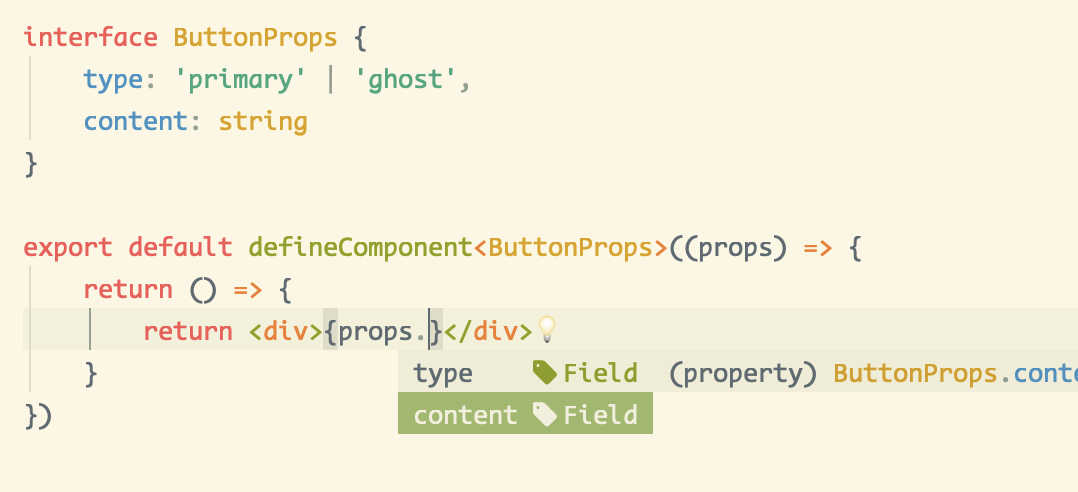 interface ButtonProps {
    type: 'primary' | 'ghost',
    content: string
}
export default defineComponent<ButtonProps>((props) => {
    return () => {
        return <div>{props.}</div>
    }
type Field (property) ButtonProps.conte
content Field
})